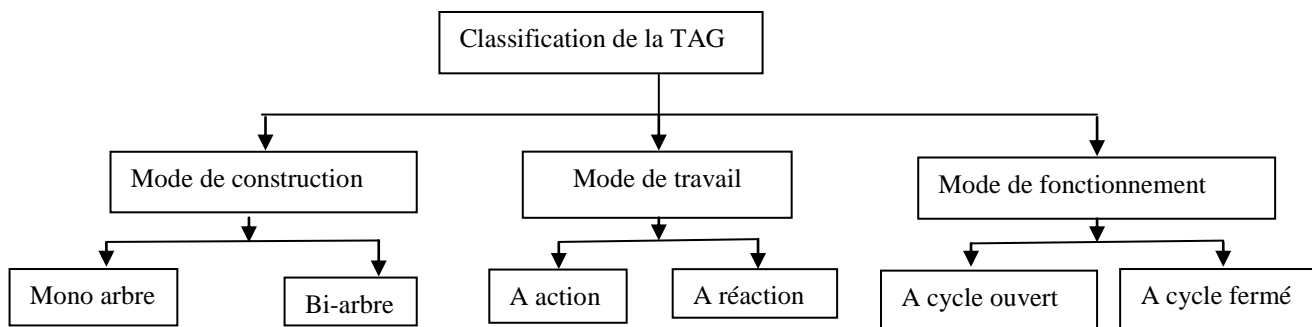 Classification de la TAG
Mode de construction
Mode de travail
Mode de fonctionnement
Mono arbre
Bi-arbre
A action
A réaction
A cycle ouvert
A cycle fermé